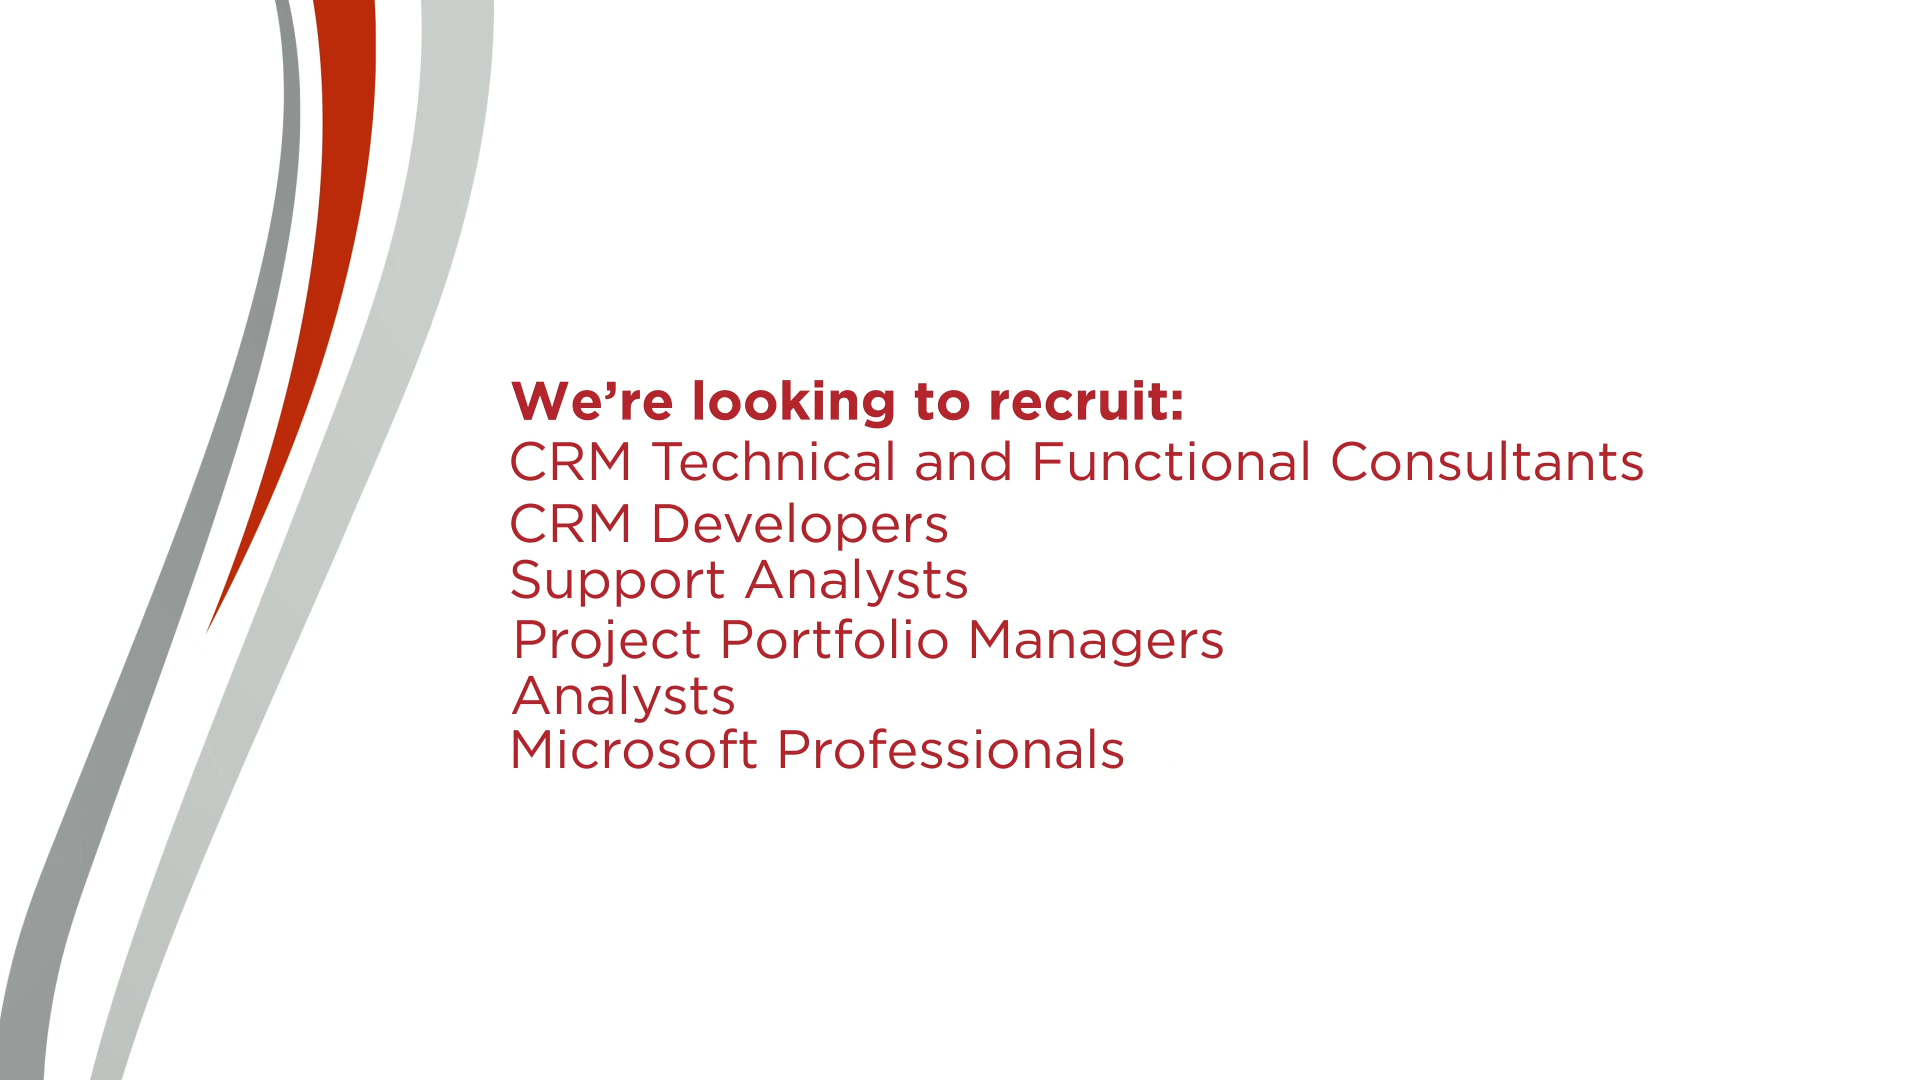 We’re looking to recruit:
CRM Technical and Functional Consultants
CRM Developers
Support Analysts
Project Portfolio Managers
Analysts
Microsoft Professionals